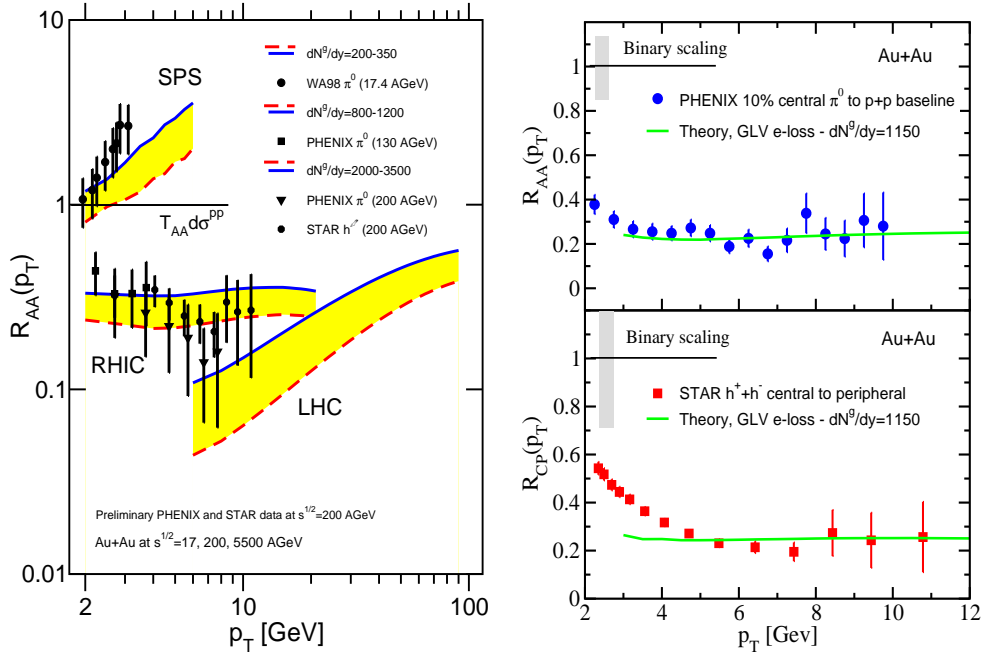 10
1
0.1
0.01
R_AA(p_T)
2
10
100
p_T [GeV]
SPS
RHIC
LHC
T_AA dσ^pp
dN^g/dy=200-350
WA98 π^0 (17.4 AGeV)
dN^g/dy=800-1200
PHENIX π^0 (130 AGeV)
dN^g/dy=2000-3500
PHENIX π^0 (200 AGeV)
STAR h (200 AGeV)
Preliminary PHENIX and STAR data at s^1/2=200 AGeV
Au+Au at s^1/2=17, 200, 5500 AGeV
1
0.8
0.6
0.4
0.2
0
R_AA(p_T)
Binary scaling
Au+Au
PHENIX 10% central π^0 to p+p baseline
Theory, GLV e-loss - dN^g/dy=1150
1
0.8
0.6
0.4
0.2
0
R_CP(p_T)
Binary scaling
Au+Au
STAR h^++h^- central to peripheral
Theory, GLV e-loss - dN^g/dy=1150
2
4
6
8
10
12
p_T [Gev]